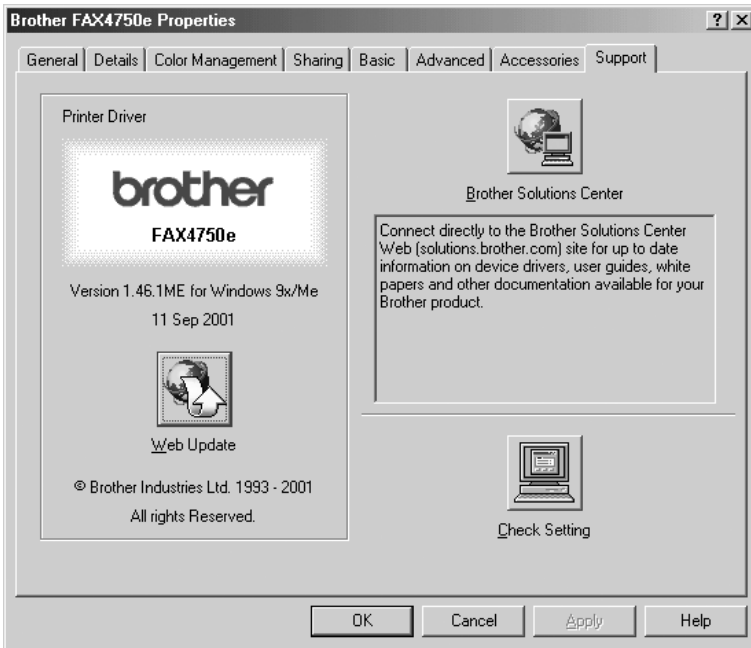 Brother FAX4750e Properties
General
Details
Color Management
Sharing
Basic
Advanced
Accessories
Support
Printer Driver
brother
FAX4750e
Version 1.46.1ME for Windows 9x/Me
11 Sep 2001
Web Update
© Brother Industries Ltd. 1993 - 2001
All rights Reserved.
Brother Solutions Center
Connect directly to the Brother Solutions Center
Web (solutions.brother.com) site for up to date
information on device drivers, user guides, white
papers and other documentation available for your
Brother product.
Check Setting
OK
Cancel
Apply
Help